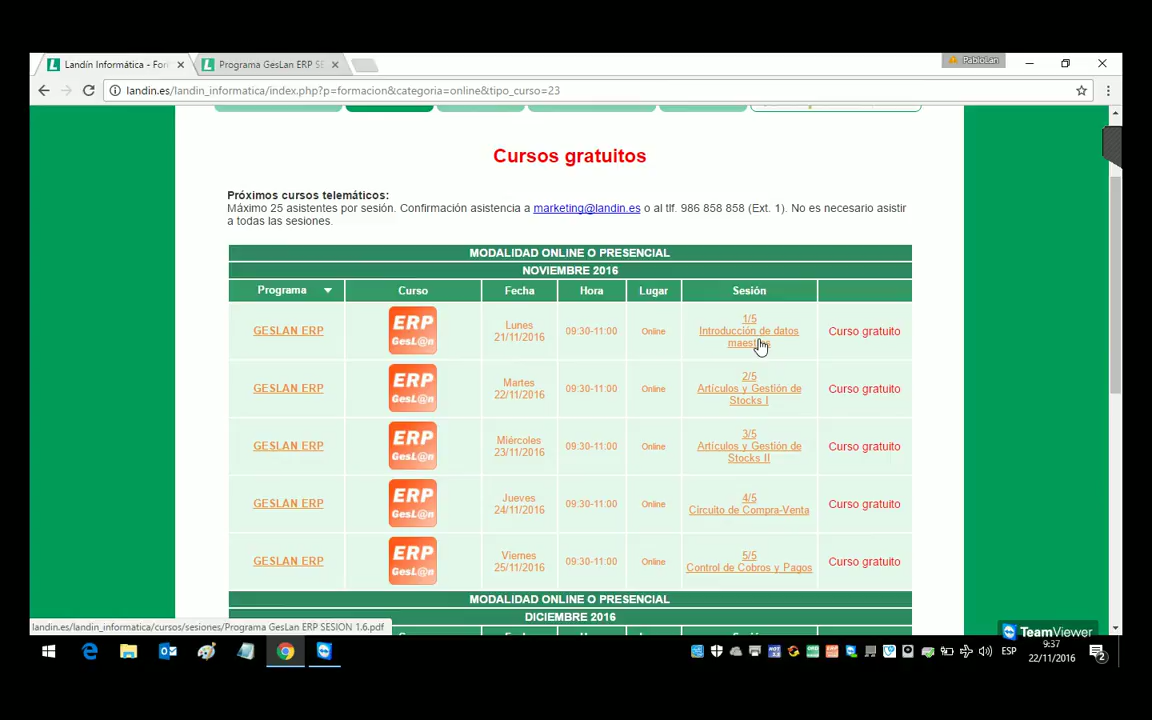 Landín Informática - For
Programa GesLan ERP SE
Pablollan
landin.es/landin_informatica/index.php?p=formacion&categoria=online&tipo_curso=23
Cursos gratuitos
Próximos cursos telemáticos:
Máximo 25 asistentes por sesión. Confirmación asistencia a marketing@landin.es o al tlf. 986 858 858 (Ext. 1). No es necesario asistir
a todas las sesiones.
MODALIDAD ONLINE O PRESENCIAL
NOVIEMBRE 2016
Programa Curso Fecha Hora Lugar Sesión
GESLAN ERP
ERP
GesL@n
Lunes
21/11/2016
09:30-11:00
Online
1/5
Introducción de datos
Curso gratuito
GESLAN ERP
ERP
GesL@n
Martes
22/11/2016
09:30-11:00
Online
2/5
Artículos y Gestión de
Stocks I
Curso gratuito
GESLAN ERP
ERP
GesL@n
Miércoles
23/11/2016
09:30-11:00
Online
3/5
Artículos y Gestión de
Stocks II
Curso gratuito
GESLAN ERP
ERP
GesL@n
Jueves
24/11/2016
09:30-11:00
Online
4/5
Circuito de Compra-Venta
Curso gratuito
GESLAN ERP
ERP
GesL@n
Viernes
25/11/2016
09:30-11:00
Online
5/5
Control de Cobros y Pagos
Curso gratuito
MODALIDAD ONLINE O PRESENCIAL
DICIEMBRE 2016
landin.es/landin_informatica/cursos/sesiones/Programa GesLan ERP SESION 1.6.pdf
TeamViewer
ESP
9:37
22/11/2016
2